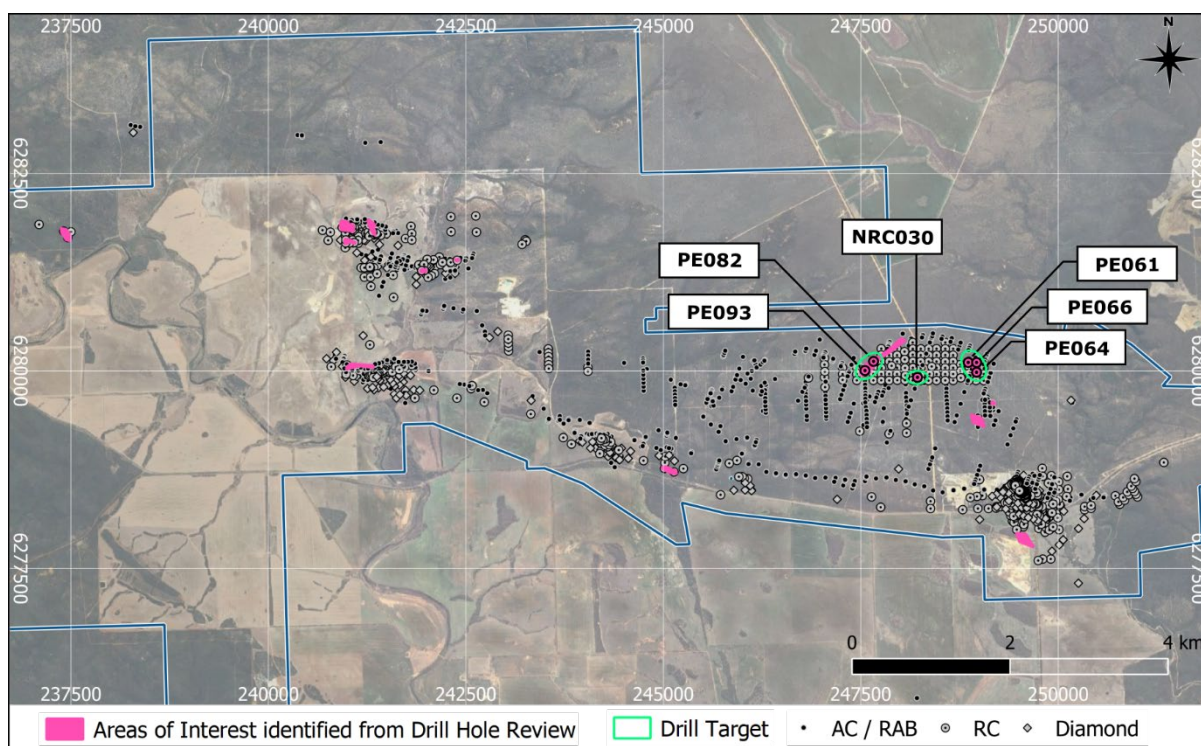 237500 240000 242500 245000 247500 250000
N
6282500 6282500
NRC030
PE082 PE061
PE093 PE066
PE064
6280000 6280000
6277500 6277500
0 2 4 km
237500 240000 242500 245000 247500 250000
Areas of Interest identified from Drill Hole Review Drill Target AC / RAB RC Diamond